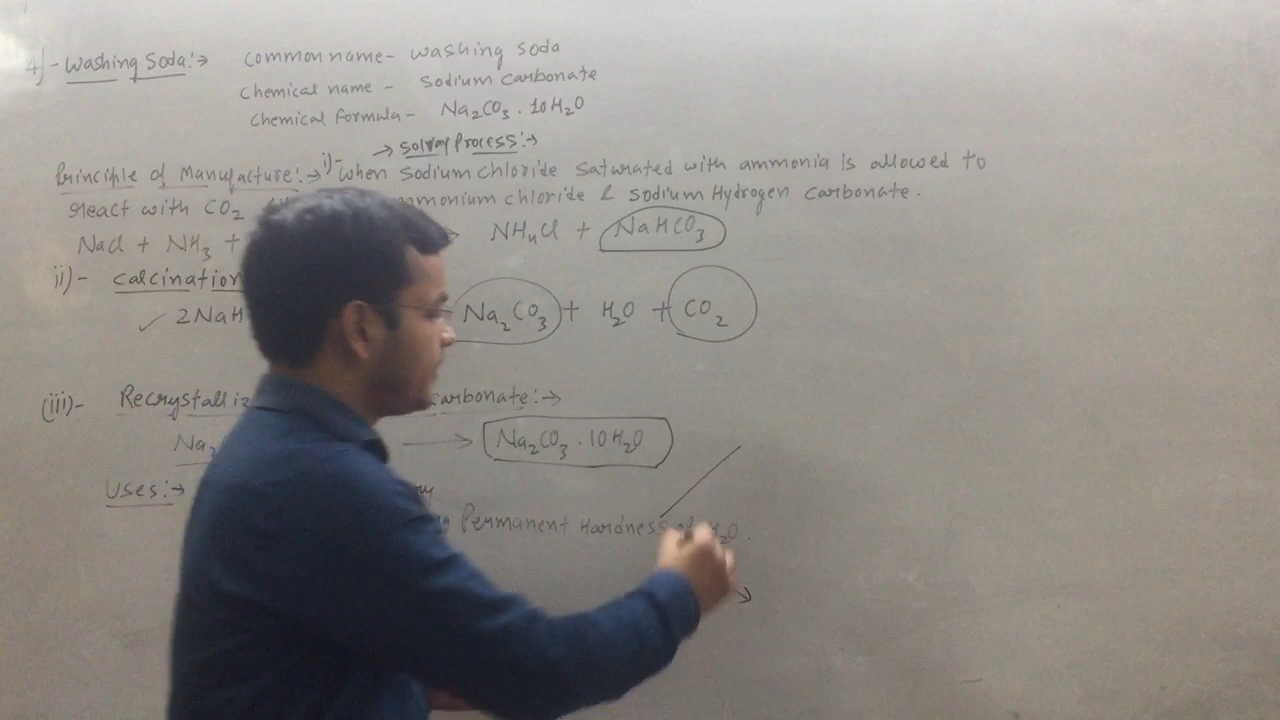 4)- Washing Soda:→ Common name- washing soda
Chemical name - Sodium Carbonate
Chemical Formula- Na₂CO₃ . 10H₂O
→ Solvay Process:→
Principle of Manufacture:→ i)- When Sodium Chloride Saturated with ammonia is allowed to
react with CO₂ mmonium chloride & Sodium Hydrogen Carbonate.
NaCl + NH₃ + NH₄Cl + NaHCO₃
ii)- Calcination
✓ 2NaH Na₂CO₃ + H₂O + CO₂
(iii)- Recrystalliz carbonate:→
Na₂ → Na₂CO₃ . 10H₂O
Uses:→
Permanent Hardness H₂O.